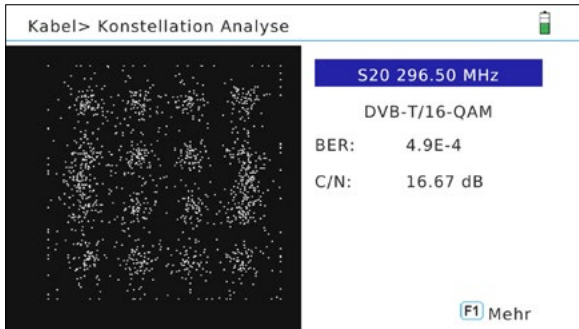 Kabel> Konstellation Analyse
S20 296.50 MHz
DVB-T/16-QAM
BER: 4.9E-4
C/N: 16.67 dB
F1 Mehr